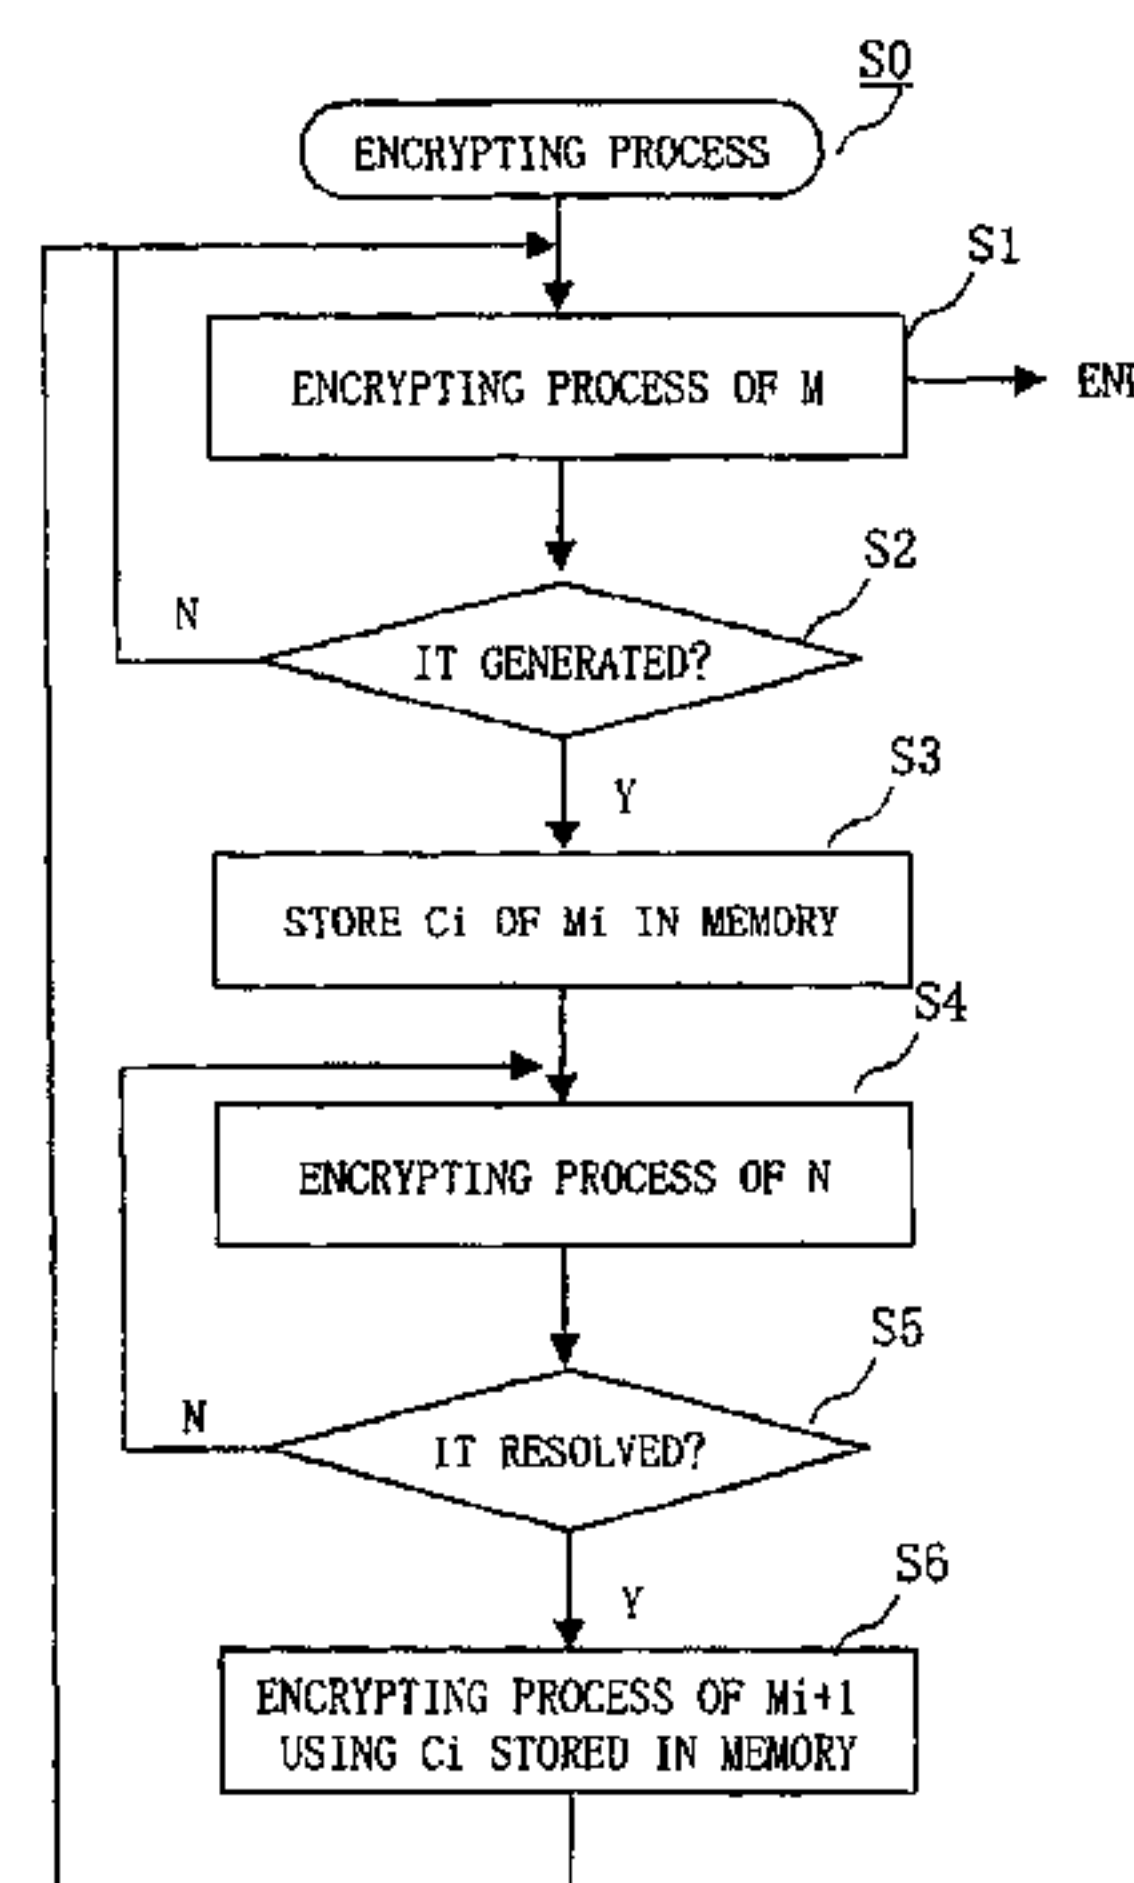 S0
ENCRYPTING PROCESS
S1
ENCRYPTING PROCESS OF M
S2
N
IT GENERATED?
S3
Y
STORE Ci OF Mi IN MEMORY
S4
ENCRYPTING PROCESS OF N
S5
N
IT RESOLVED?
S6
Y
ENCRYPTING PROCESS OF Mi+1
USING Ci STORED IN MEMORY